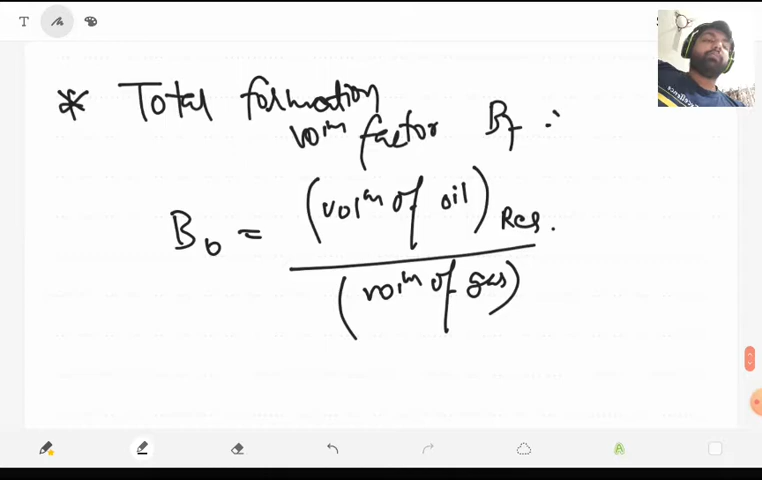 * Total formation
volm factor Bt :-
Bo = (volm of oil) Res.
(volm of gas)